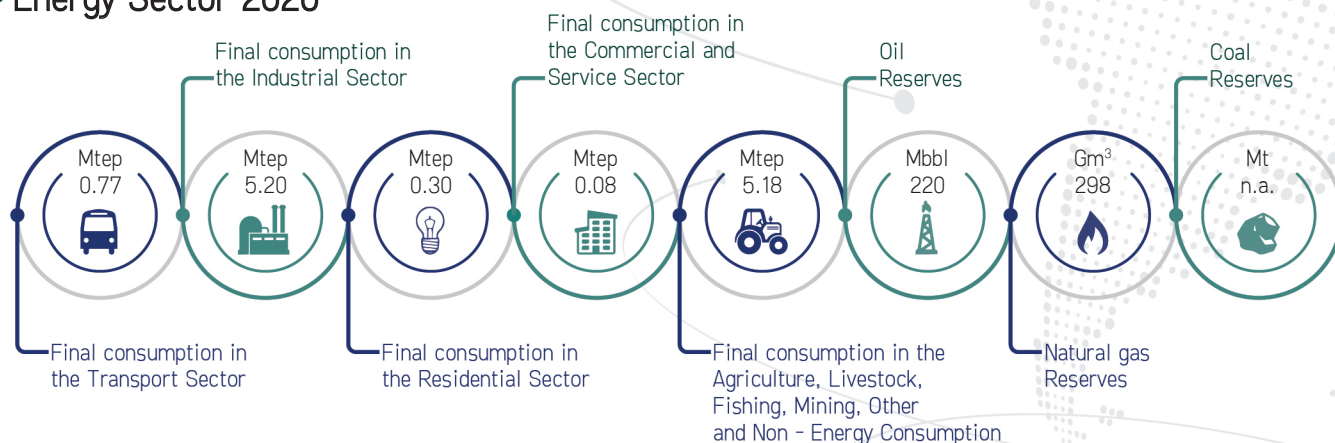 Energy Sector 2020
Final consumption in
the Industrial Sector
Final consumption in
the Commercial and
Service Sector
Oil
Reserves
Coal
Reserves
Mtep
0.77
Mtep
5.20
Mtep
0.30
Mtep
0.08
Mtep
5.18
Mbbl
220
Gm³
298
Mt
n.a.
Final consumption in
the Transport Sector
Final consumption in
the Residential Sector
Final consumption in the
Agriculture, Livestock,
Fishing, Mining, Other
and Non - Energy Consumption
Natural gas
Reserves